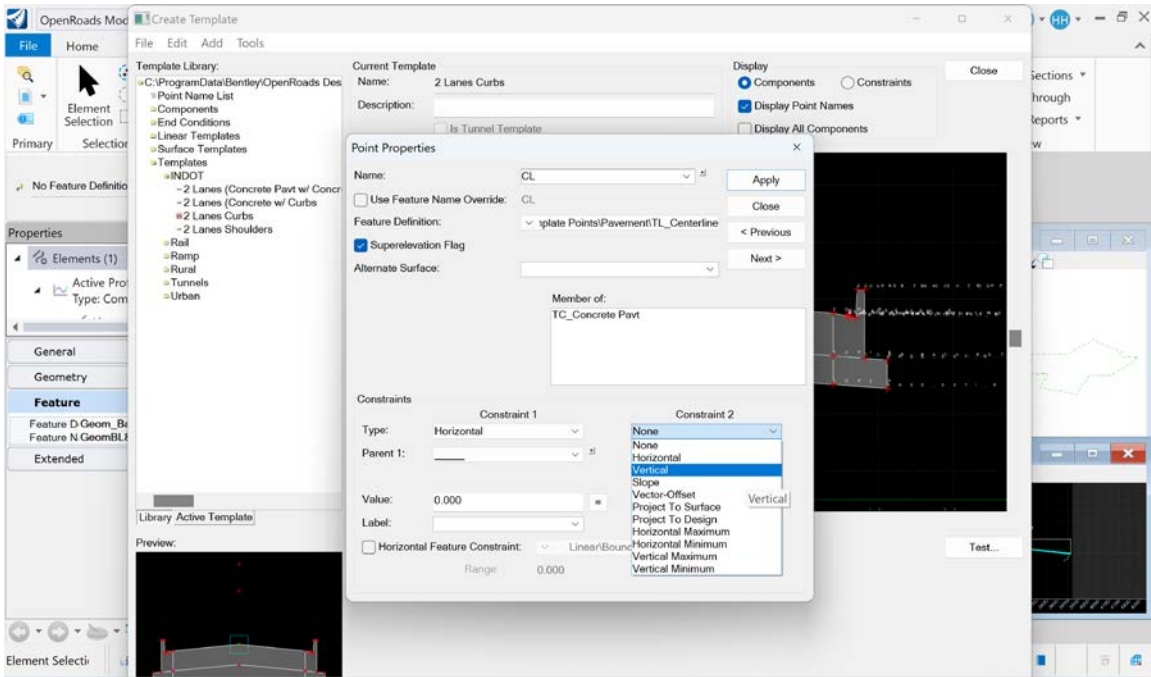 OpenRoads Mod
Create Template
HH
File Home
File Edit Add Tools
Element
Selection
Primary
Selection
No Feature Definitio
Properties
Elements (1)
Active Prof
Type: Com
General
Geometry
Feature
Feature D Geom_Ba
Feature N GeomBL&
Extended
Element Selecti
Template Library:
C:\ProgramData\Bentley\OpenRoads Des
Point Name List
Components
End Conditions
Linear Templates
Surface Templates
Templates
INDOT
2 Lanes (Concrete Pavt w/ Concr
2 Lanes (Concrete w/ Curbs
2 Lanes Curbs
2 Lanes Shoulders
Rail
Ramp
Rural
Tunnels
Urban
Library Active Template
Preview:
Current Template
Name: 2 Lanes Curbs
Description:
Is Tunnel Template
Display
Components Constraints
Display Point Names
Display All Components
Close
Sections
hrough
Reports
w
Point Properties
Name: CL
Use Feature Name Override: CL
Feature Definition: nplate Points\Pavement\TL_Centerline
Superelevation Flag
Alternate Surface:
Apply
Close
< Previous
Next >
Member of:
TC_Concrete Pavt
Constraints
Constraint 1 Constraint 2
Type: Horizontal None
Parent 1:
Value: 0.000 =
Label:
Horizontal Feature Constraint: Linear\Bound
Range: 0.000
None
Horizontal
Vertical
Slope
Vector-Offset
Project To Surface
Project To Design
Horizontal Maximum
Horizontal Minimum
Vertical Maximum
Vertical Minimum
Vertical
Test...